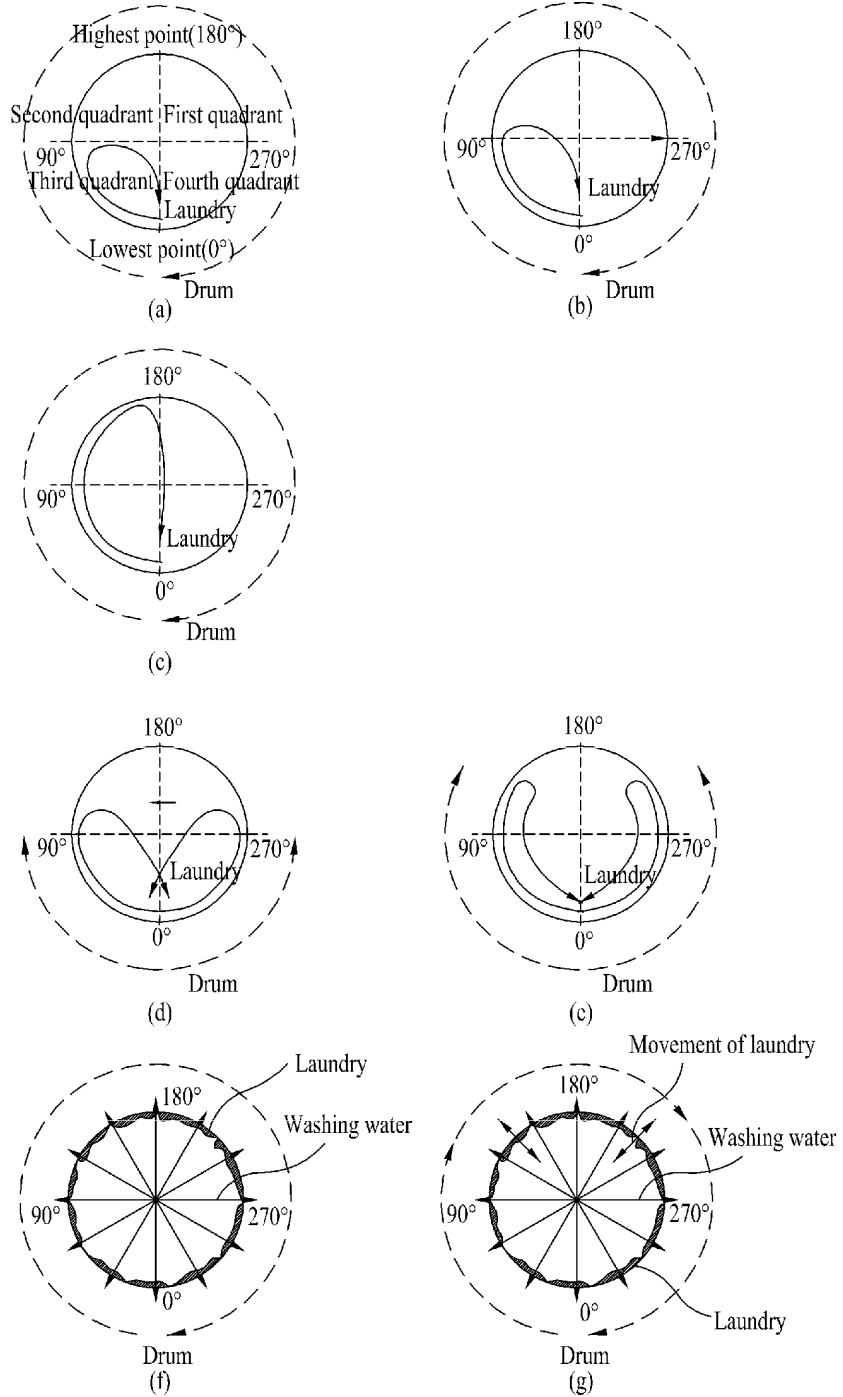 Highest point(180°)
Second quadrant First quadrant
90° 270°
Third quadrant Fourth quadrant
Laundry
Lowest point(0°)
Drum
(a)
180°
90° 270°
Laundry
0°
Drum
(b)
180°
90° 270°
Laundry
0°
Drum
(c)
180°
90° 270°
Laundry
0°
Drum
(d)
180°
90° 270°
Laundry
0°
Drum
(c)
Laundry
180°
Washing water
90° 270°
0°
Drum
(f)
Movement of laundry
180°
Washing water
90° 270°
0°
Laundry
Drum
(g)